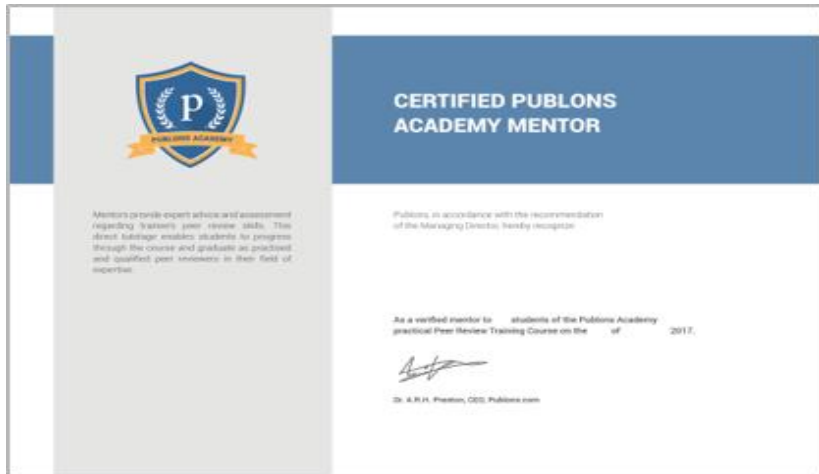 P
PUBLONS ACADEMY
Mentors provide expert advice and assessment
regarding trainee's peer review skills. This
direct tutelage enables students to progress
through the course and graduate as practised
and qualified peer reviewers in their field of
expertise.
CERTIFIED PUBLONS
ACADEMY MENTOR
Publons, in accordance with the recommendation
of the Managing Director, hereby recognize
As a verified mentor to students of the Publons Academy
practical Peer Review Training Course on the of 2017.
Dr. A.R.H. Preston, CEO, Publons.com